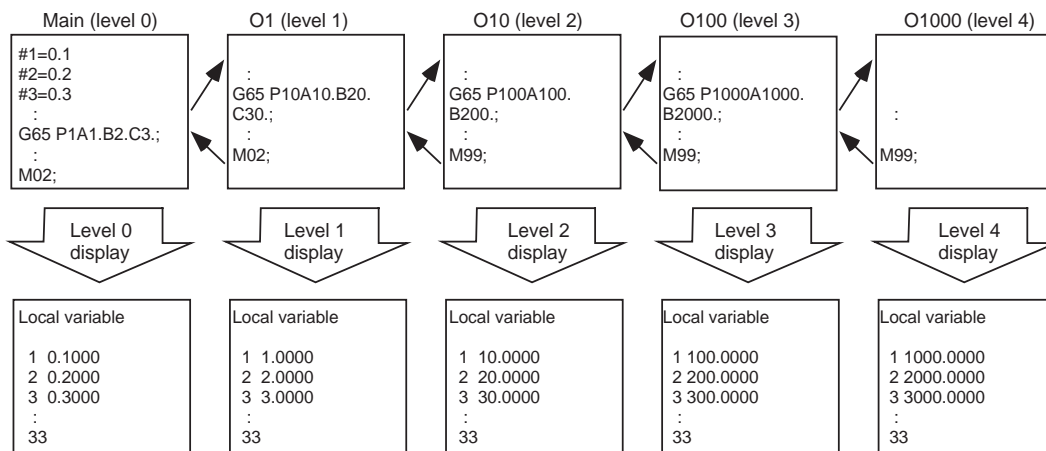 Main (level 0)
O1 (level 1)
O10 (level 2)
O100 (level 3)
O1000 (level 4)
#1=0.1
#2=0.2
#3=0.3
:
G65 P1A1.B2.C3.;
:
M02;
:
G65 P10A10.B20.
C30.;
:
M02;
:
G65 P100A100.
B200.;
:
M99;
:
G65 P1000A1000.
B2000.;
:
M99;
:
M99;
Level 0
display
Level 1
display
Level 2
display
Level 3
display
Level 4
display
Local variable
1 0.1000
2 0.2000
3 0.3000
:
33
Local variable
1 1.0000
2 2.0000
3 3.0000
:
33
Local variable
1 10.0000
2 20.0000
3 30.0000
:
33
Local variable
1 100.0000
2 200.0000
3 300.0000
:
33
Local variable
1 1000.0000
2 2000.0000
3 3000.0000
:
33